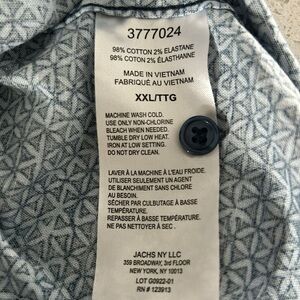 3777024
98% COTTON 2% ELASTANE
98% COTON 2% ÉLASTHANNE
MADE IN VIETNAM
FABRIQUÉ AU VIETNAM
XXL/TTG
MACHINE WASH COLD.
USE ONLY NON-CHLORINE
BLEACH WHEN NEEDED.
TUMBLE DRY LOW HEAT.
IRON AT LOW SETTING.
DO NOT DRY CLEAN.
LAVER À LA MACHINE À L'EAU FROIDE.
UTILISER SEULEMENT UN AGENT
DE BLANCHIMENT SANS CHLORE
AU BESOIN.
SÉCHER PAR CULBUTAGE À BASSE
TEMPÉRATURE.
REPASSER À BASSE TEMPÉRATURE.
NE PAS NETTOYER À SEC .
JACHS NY LLC
359 BROADWAY, 3rd FLOOR
NEW YORK, NY 10013
LOT G0922-01
RN # 123913